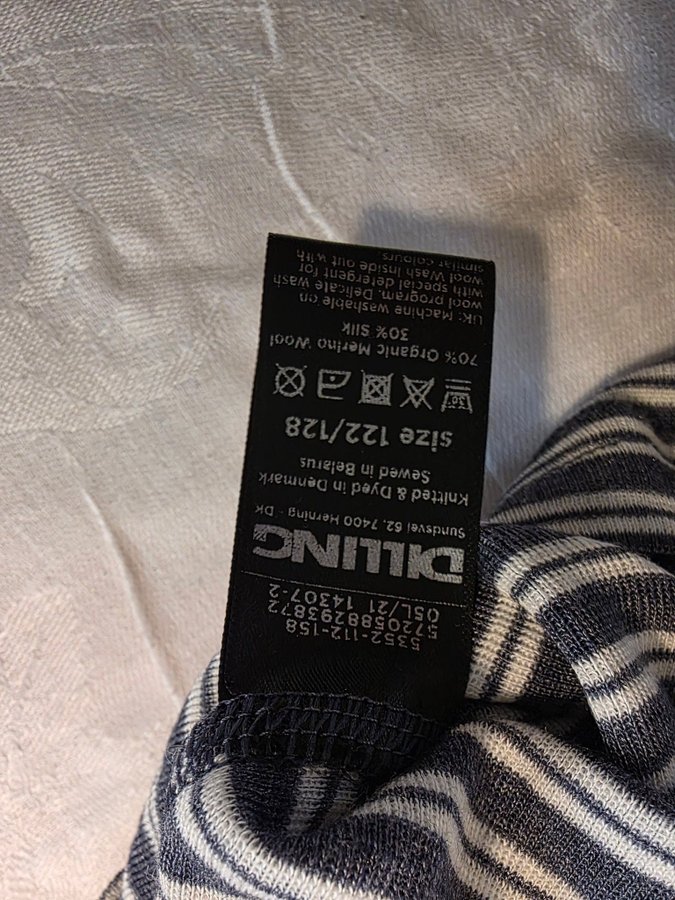 5352-112-158
5720588293872
OSL/21 14307-2
DILLING
Sundsvej 62, 7400 Herning - DK
Knitted & Dyed in Denmark
Sewed in Belarus
size 122/128
30°
70% Organic Merino Wool
30% Silk
UK: Machine washable on
wool program, Delicate wash
with special detergent for
wool Wash Inside out with
similar colours.